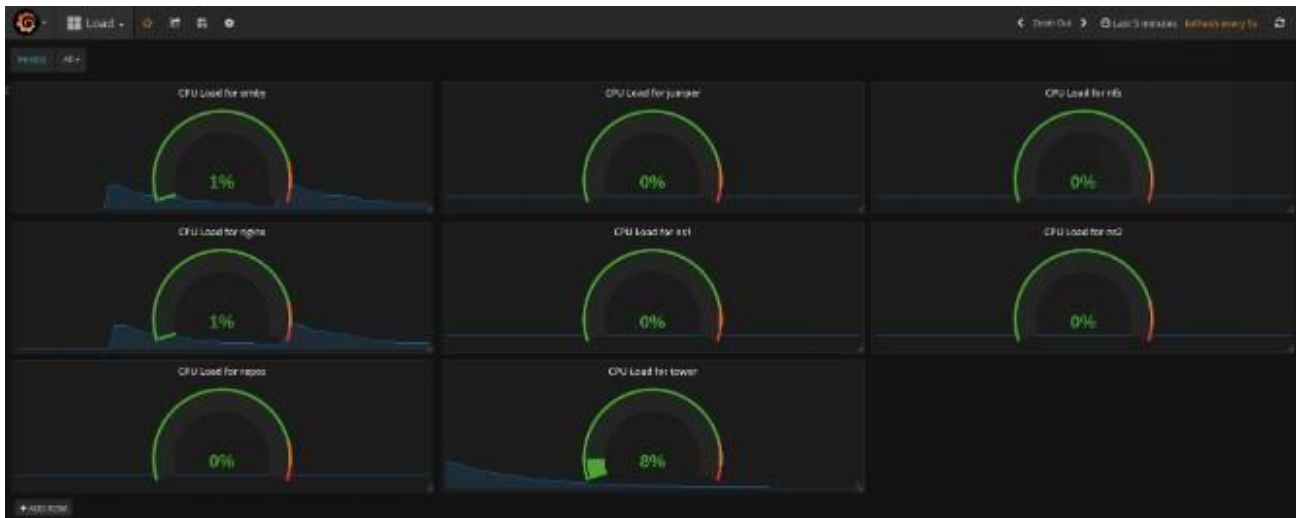 Load
Zoom Out Last 5 minutes Refresh every 5s
All
CPU Load for emby CPU Load for jumper CPU Load for nfs
1% 0% 0%
CPU Load for nginx CPU Load for ns1 CPU Load for ns2
1% 0% 0%
CPU Load for repos CPU Load for tower
0% 8%
+ ADD ROW